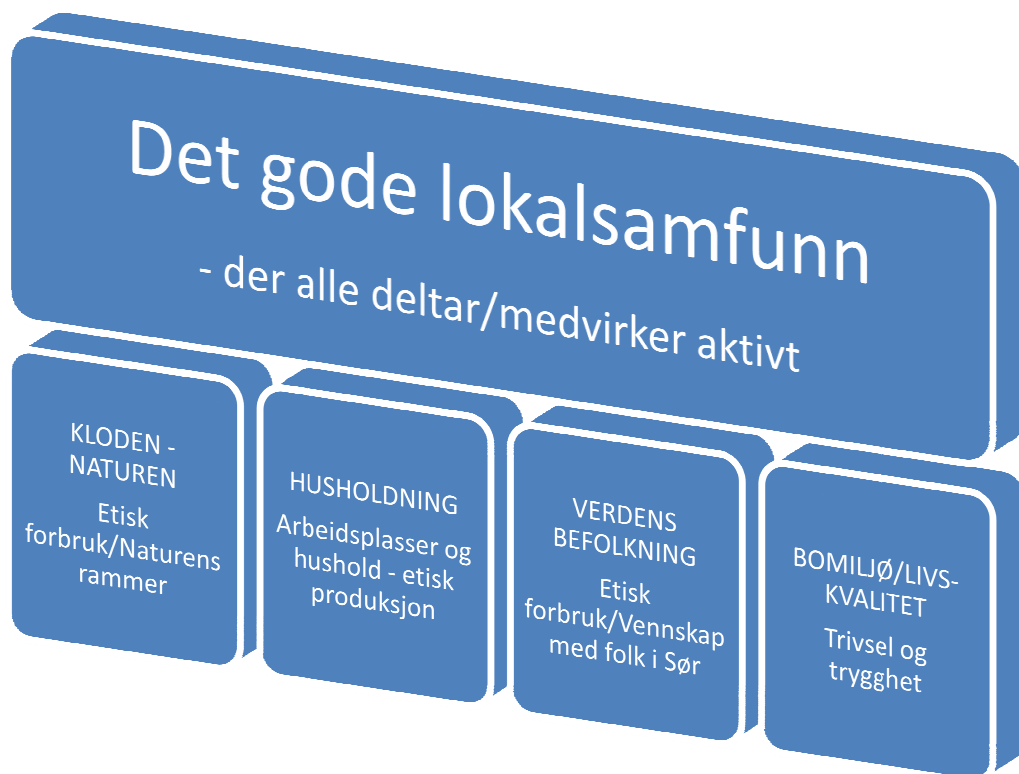 Det gode lokalsamfunn
- der alle deltar/medvirker aktivt
KLODEN -
NATUREN
Etisk
forbruk/Naturens
rammer
HUSHOLDNING
Arbeidsplasser og
hushold - etisk
produksjon
VERDENS
BEFOLKNING
Etisk
forbruk/Vennskap
med folk i Sør
BOMILJØ/LIVS-
KVALITET
Trivsel og
trygghet